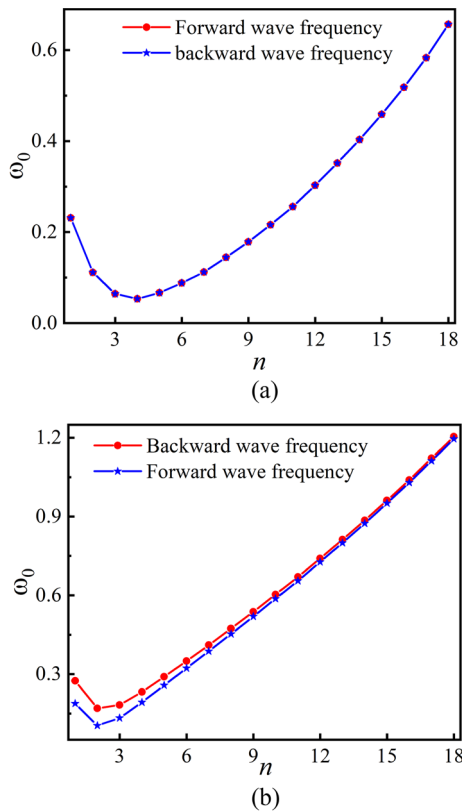 Forward wave frequency
backward wave frequency
0.6
0.4
0.2
0.0
ω0
3 6 9 12 15 18
n
(a)
Backward wave frequency
Forward wave frequency
1.2
0.9
0.6
0.3
ω0
3 6 9 12 15 18
n
(b)